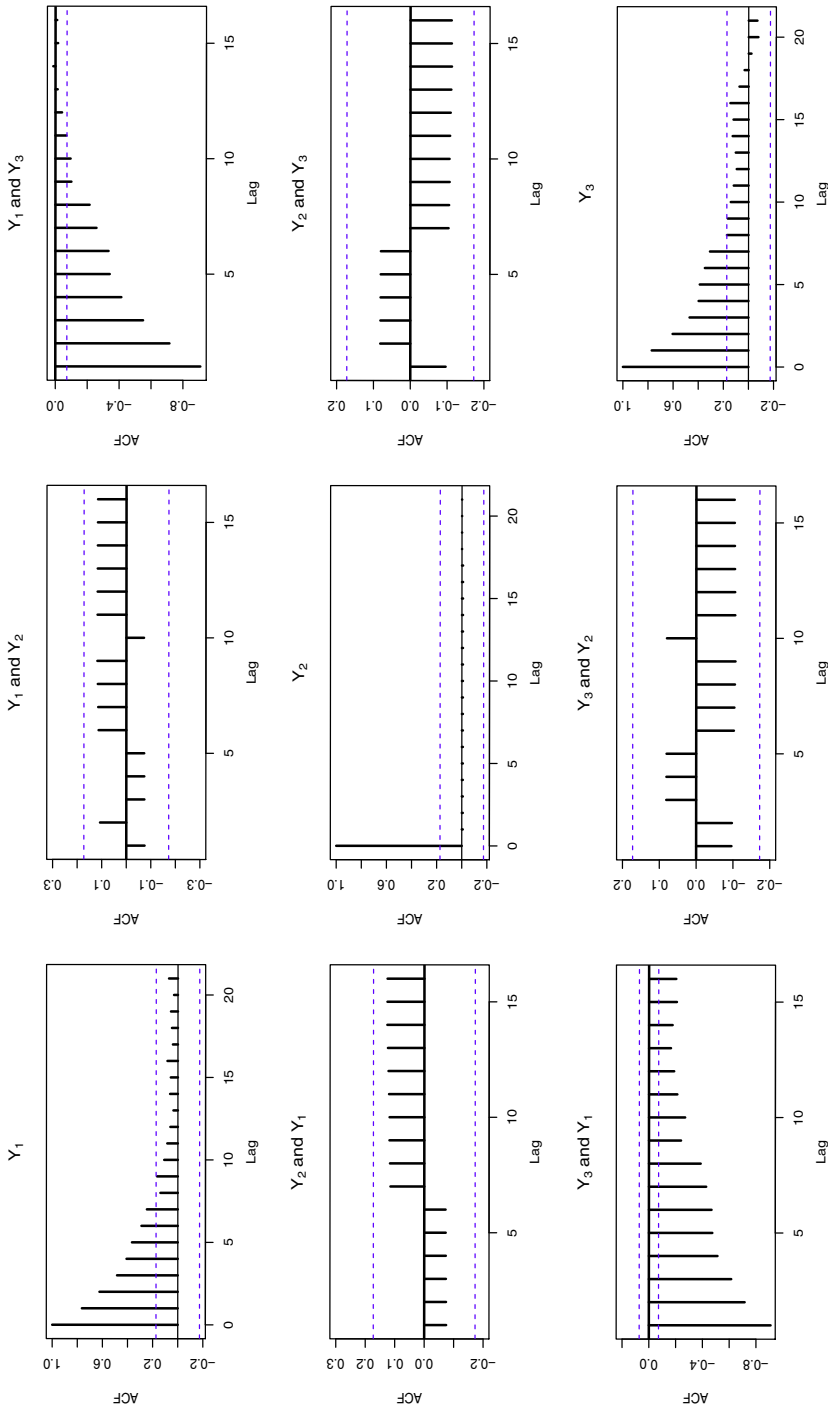 Y₁
ACF
1.0
0.6
0.2
−0.2
0 5 10 15 20
Lag
Y₁ and Y₂
ACF
0.3
0.1
−0.1
−0.3
5 10 15
Lag
Y₁ and Y₃
ACF
0.0
−0.4
−0.8
5 10 15
Lag
Y₂ and Y₁
ACF
0.3
0.2
0.1
0.0
−0.2
5 10 15
Lag
Y₂
ACF
1.0
0.6
0.2
−0.2
0 5 10 15 20
Lag
Y₂ and Y₃
ACF
0.2
0.1
0.0
−0.1
−0.2
5 10 15
Lag
Y₃ and Y₁
ACF
0.0
−0.4
−0.8
5 10 15
Lag
Y₃ and Y₂
ACF
0.2
0.1
0.0
−0.1
−0.2
5 10 15
Lag
Y₃
ACF
1.0
0.6
0.2
−0.2
0 5 10 15 20
Lag